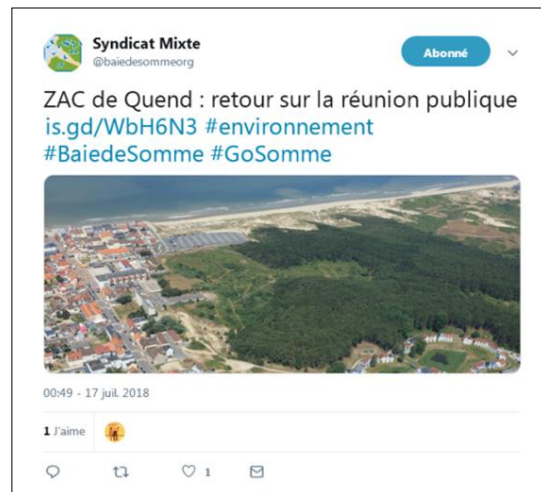 Syndicat Mixte
@baiedesommeorg
Abonné
ZAC de Quend : retour sur la réunion publique
is.gd/WbH6N3 #environnement
#BaiedeSomme #GoSomme
00:49 - 17 juil. 2018
1 J'aime
1